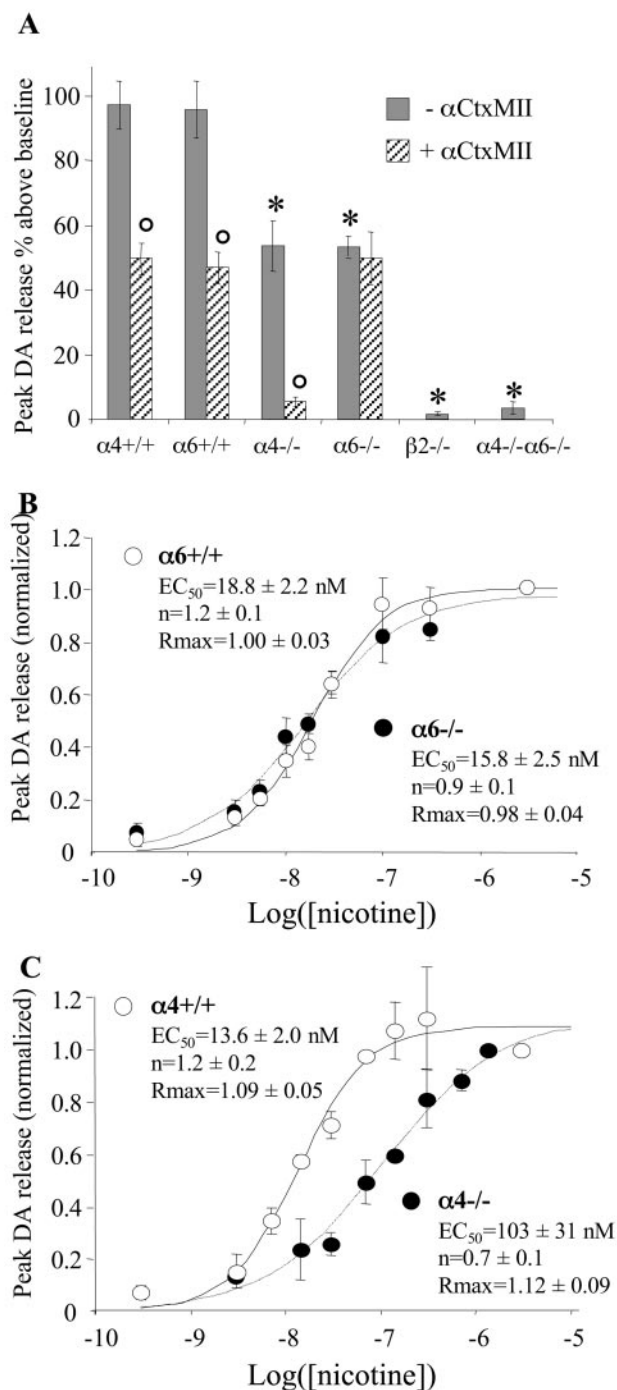 A
Peak DA release % above baseline
100
80
60
40
20
0
- αCtxMII
+ αCtxMII
*
*
*
*
α4+/+ α6+/+ α4-/- α6-/- β2-/- α4-/-α6-/-
B
Peak DA release (normalized)
1.2
1.0
0.8
0.6
0.4
0.2
0
α6+/+
EC50=18.8 ± 2.2 nM
n=1.2 ± 0.1
Rmax=1.00 ± 0.03
α6-/-
EC50=15.8 ± 2.5 nM
n=0.9 ± 0.1
Rmax=0.98 ± 0.04
-10 -9 -8 -7 -6 -5
Log([nicotine])
C
Peak DA release (normalized)
1.2
1.0
0.8
0.6
0.4
0.2
0
α4+/+
EC50=13.6 ± 2.0 nM
n=1.2 ± 0.2
Rmax=1.09 ± 0.05
α4-/-
EC50=103 ± 31 nM
n=0.7 ± 0.1
Rmax=1.12 ± 0.09
-10 -9 -8 -7 -6 -5
Log([nicotine])